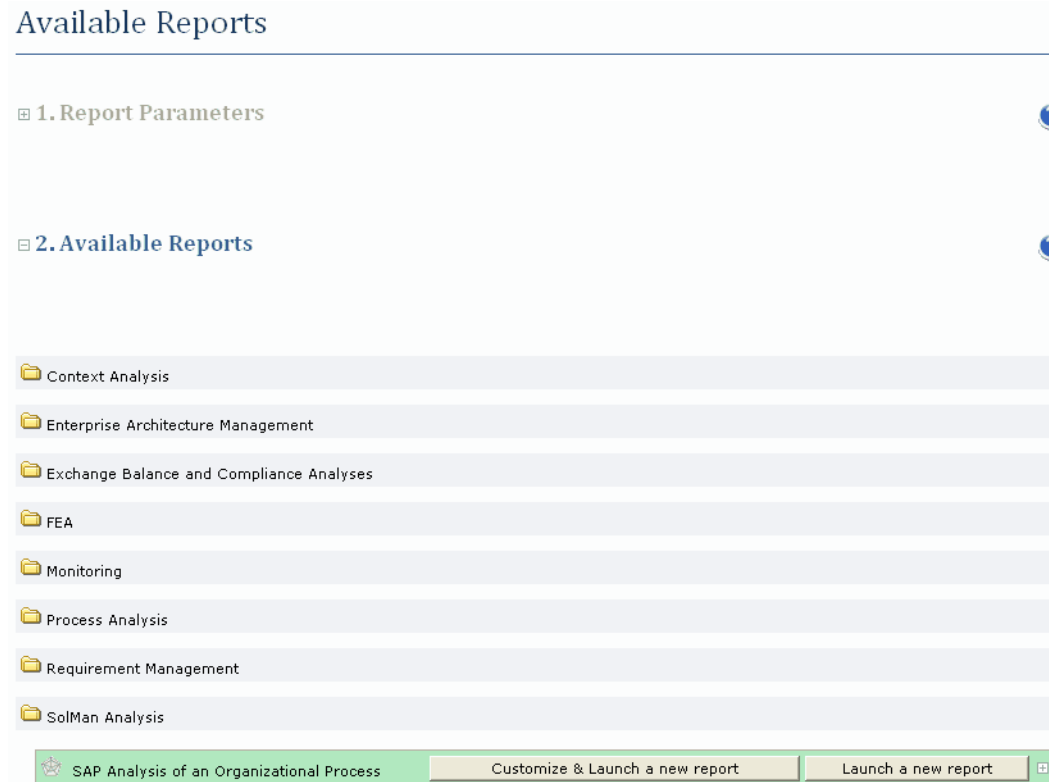 Available Reports
1. Report Parameters
2. Available Reports
Context Analysis
Enterprise Architecture Management
Exchange Balance and Compliance Analyses
FEA
Monitoring
Process Analysis
Requirement Management
SolMan Analysis
SAP Analysis of an Organizational Process Customize & Launch a new report Launch a new report